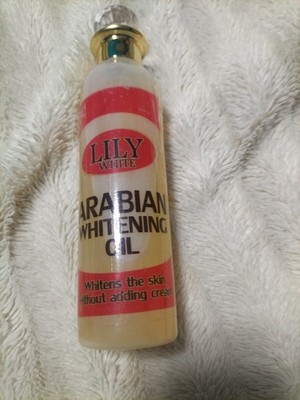 LILY
WHITE
ARABIAN
WHITENING
OIL
Whitens the skin
without adding cream